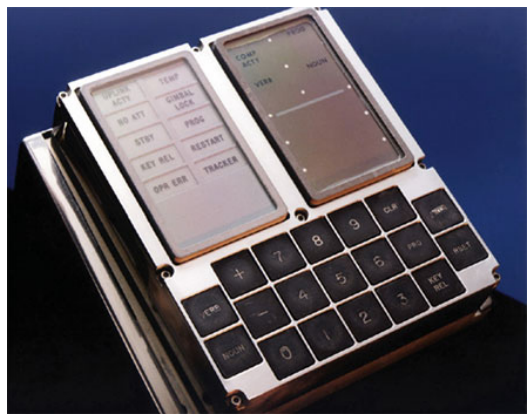 UPLINK ACTY
TEMP
NO ATT
GIMBAL LOCK
STBY
PROG
KEY REL
RESTART
OPR ERR
TRACKER
COMP ACTY
PROG
VERB
NOUN
+ 7 8 9 CLR
VERB - 4 5 6 PRO RSET
NOUN 0 1 2 3 KEY REL